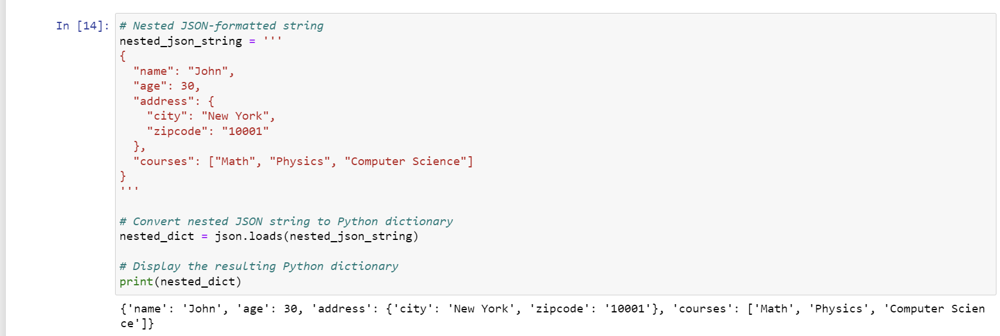 In [14]: # Nested JSON-formatted string
nested_json_string = '''
{
  "name": "John",
  "age": 30,
  "address": {
    "city": "New York",
    "zipcode": "10001"
  },
  "courses": ["Math", "Physics", "Computer Science"]
}
'''
# Convert nested JSON string to Python dictionary
nested_dict = json.loads(nested_json_string)
# Display the resulting Python dictionary
print(nested_dict)
{'name': 'John', 'age': 30, 'address': {'city': 'New York', 'zipcode': '10001'}, 'courses': ['Math', 'Physics', 'Computer Scien
ce']}